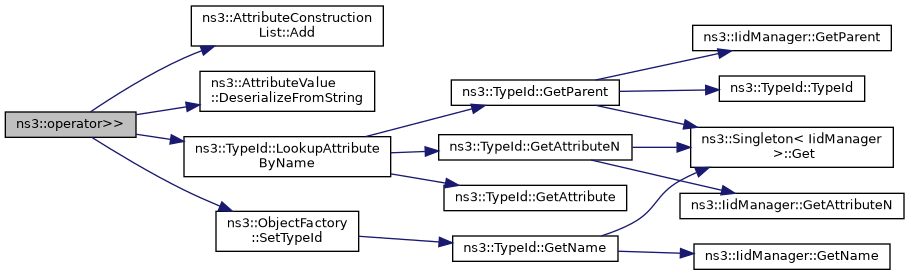 ns3::operator>>
ns3::AttributeConstruction
List::Add
ns3::AttributeValue
::DeserializeFromString
ns3::TypeId::LookupAttribute
ByName
ns3::ObjectFactory
::SetTypeId
ns3::TypeId::GetParent
ns3::TypeId::GetAttributeN
ns3::TypeId::GetAttribute
ns3::TypeId::GetName
ns3::IidManager::GetParent
ns3::TypeId::TypeId
ns3::Singleton< IidManager
>::Get
ns3::IidManager::GetAttributeN
ns3::IidManager::GetName